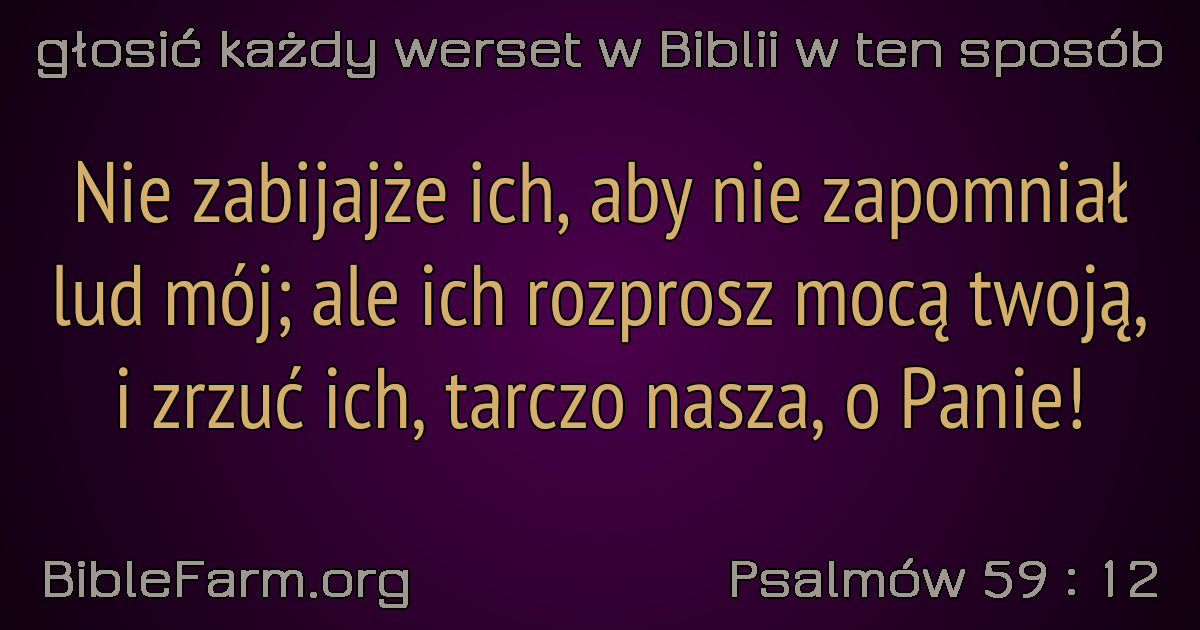 głosić każdy werset w Biblii w ten sposób
Nie zabijajże ich, aby nie zapomniał
lud mój; ale ich rozprosz mocą twoją,
i zrzuć ich, tarczo nasza, o Panie!
BibleFarm.org
Psalmów 59 : 12